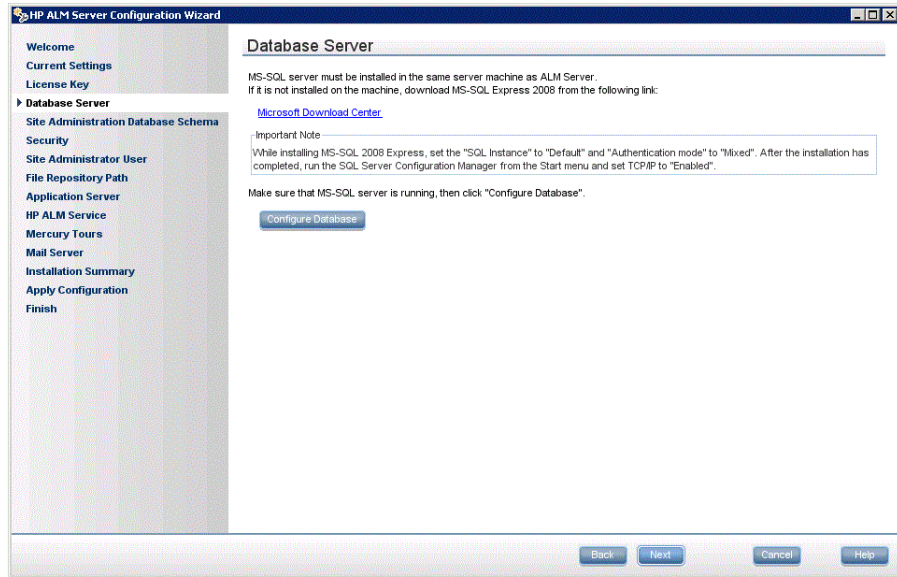 HP ALM Server Configuration Wizard
Welcome
Current Settings
License Key
Database Server
Site Administration Database Schema
Security
Site Administrator User
File Repository Path
Application Server
HP ALM Service
Mercury Tours
Mail Server
Installation Summary
Apply Configuration
Finish
Database Server
MS-SQL server must be installed in the same server machine as ALM Server.
If it is not installed on the machine, download MS-SQL Express 2008 from the following link:
Microsoft Download Center
Important Note
While installing MS-SQL 2008 Express, set the "SQL Instance" to "Default" and "Authentication mode" to "Mixed". After the installation has
completed, run the SQL Server Configuration Manager from the Start menu and set TCP/IP to "Enabled".
Make sure that MS-SQL server is running, then click "Configure Database".
Configure Database
Back Next Cancel Help